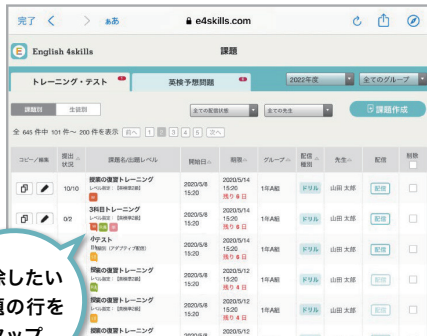 完了
ぁあ
e4skills.com
E English 4skills
課題
トレーニング・テスト
英検予想問題
2022年度
全てのグループ
課題別
生徒別
全ての配信状態
全ての先生
課題作成
全 645 件中 101 件〜 200 件を表示 前へ 1 2 3 4 5 次へ
コピー/編集 提出状況 課題名/出題レベル 開始日 期限 グループ 配信種別 先生 配信 削除
授業の復習トレーニング
10/10 2020/5/8 15:20 2020/5/14 15:20 残り 8 日 1年A組 ドリル 山田 太郎 配信
3科目トレーニング
0/2 2020/5/8 15:20 2020/5/14 15:20 残り 6 日 1年A組 ドリル 山田 太郎 配信
小テスト
2020/5/8 15:20 2020/5/14 15:20 残り 6 日 1年A組 ドリル 山田 太郎 配信
授業の復習トレーニング
2020/5/8 15:20 2020/5/12 15:20 残り 4 日 1年A組 ドリル 山田 太郎 配信
授業の復習トレーニング
2020/5/8 15:20 2020/5/12 15:20 残り 4 日 1年A組 ドリル 山田 太郎 配信
授業の復習トレーニング
2020/5/12
除したい
題の行を